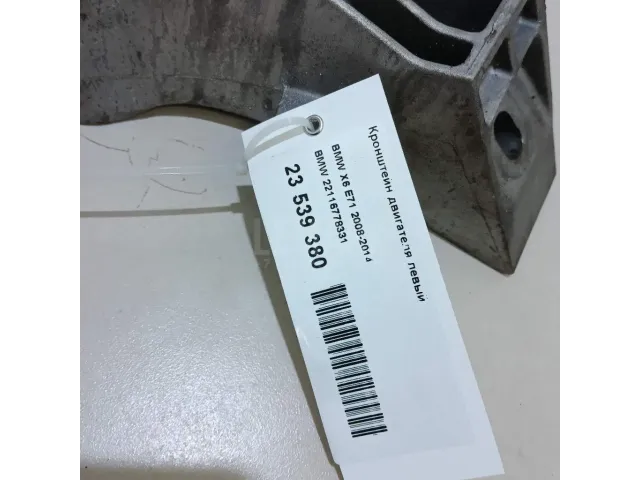 Кронштейн двигателя левый
BMW X6 E71 2008-2014
BMW 22116778331
23 539 380